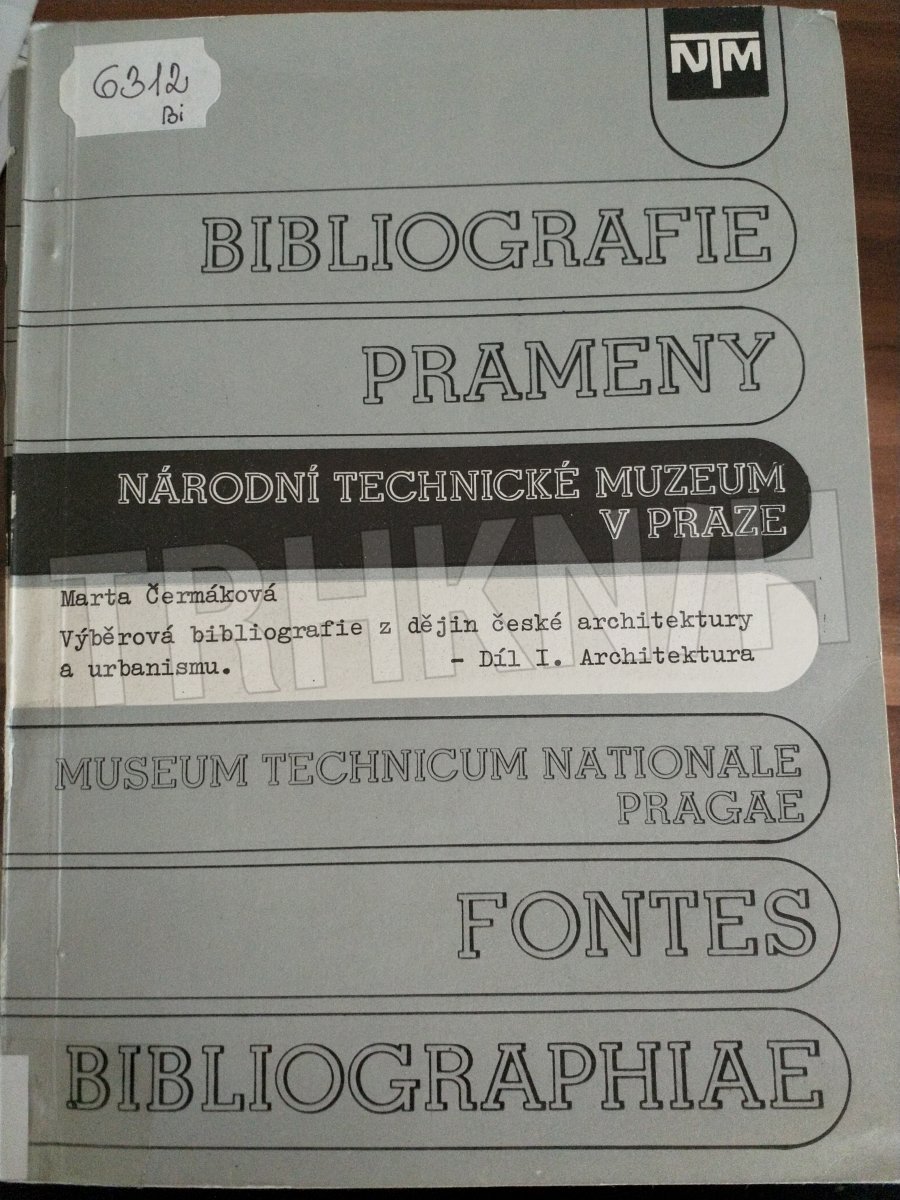 6312
Bi
NTM
BIBLIOGRAFIE
PRAMENY
NÁRODNÍ TECHNICKÉ MUZEUM
V PRAZE
TRHKNIH
Marta Čermáková
Výběrová bibliografie z dějin české architektury
a urbanismu. - Díl I. Architektura
MUSEUM TECHNICUM NATIONALE
PRAGAE
FONTES
BIBLIOGRAPHIAE